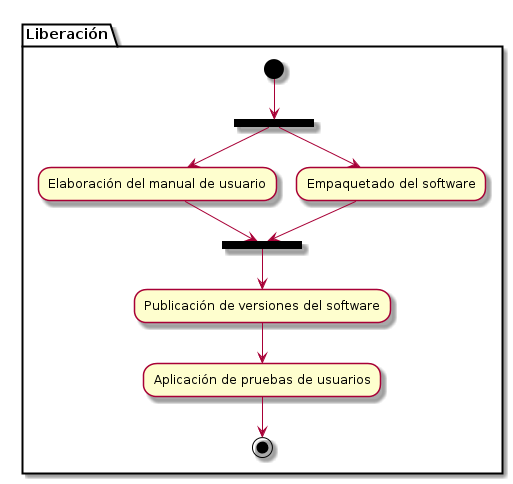 Liberación
Elaboración del manual de usuario
Empaquetado del software
Publicación de versiones del software
Aplicación de pruebas de usuarios